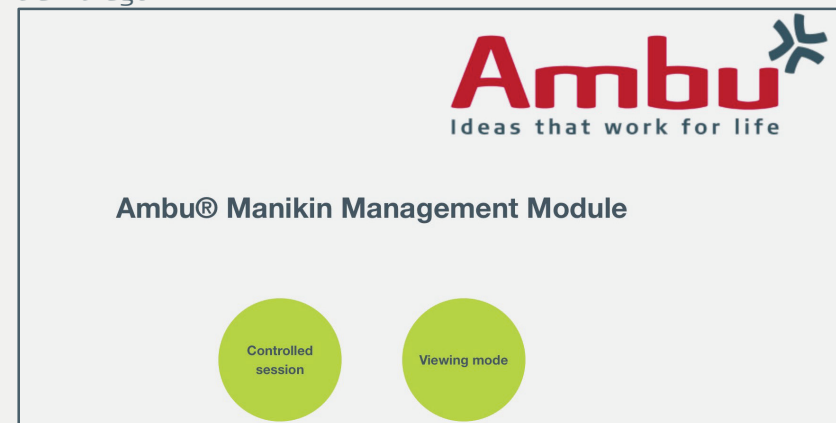 Ambu
Ideas that work for life
Ambu® Manikin Management Module
Controlled
session
Viewing mode